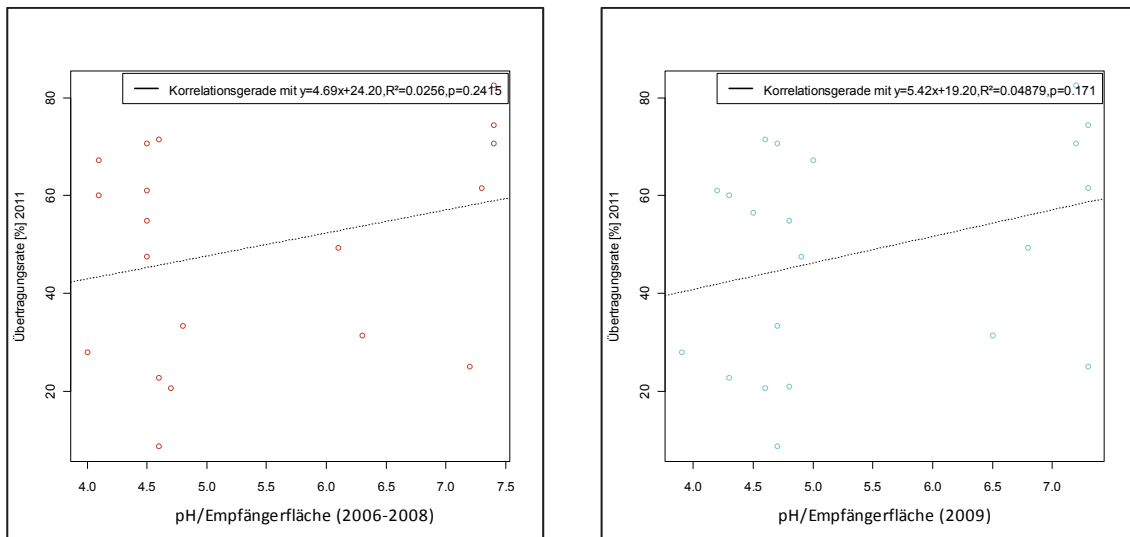 Korrelationsgerade mit y=4.69x+24.20,R²=0.0256,p=0.2415
Übertragungsrate [%] 2011
80
60
40
20
4.0 4.5 5.0 5.5 6.0 6.5 7.0 7.5
pH/Empfängerfläche (2006-2008)
Korrelationsgerade mit y=5.42x+19.20,R²=0.04879,p=0.171
Übertragungsrate [%] 2011
80
60
40
20
4.0 4.5 5.0 5.5 6.0 6.5 7.0
pH/Empfängerfläche (2009)